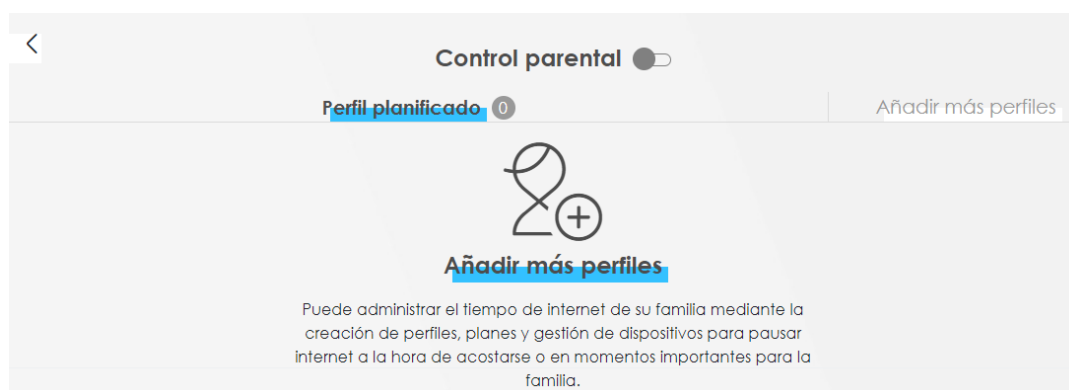 Control parental
Perfil planificado 0
Añadir más perfiles
Añadir más perfiles
Puede administrar el tiempo de internet de su familia mediante la
creación de perfiles, planes y gestión de dispositivos para pausar
internet a la hora de acostarse o en momentos importantes para la
familia.